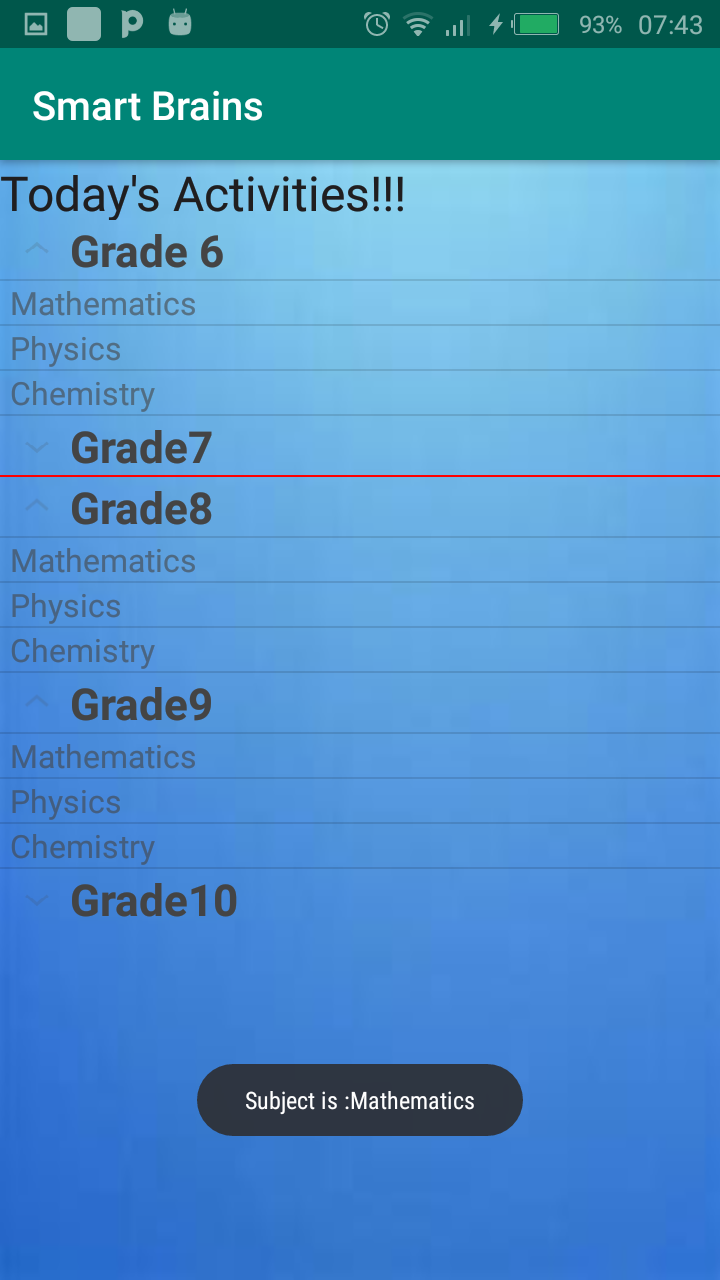 93% 07:43
Smart Brains
Today's Activities!!!
Grade 6
Mathematics
Physics
Chemistry
Grade7
Grade8
Mathematics
Physics
Chemistry
Grade9
Mathematics
Physics
Chemistry
Grade10
Subject is :Mathematics